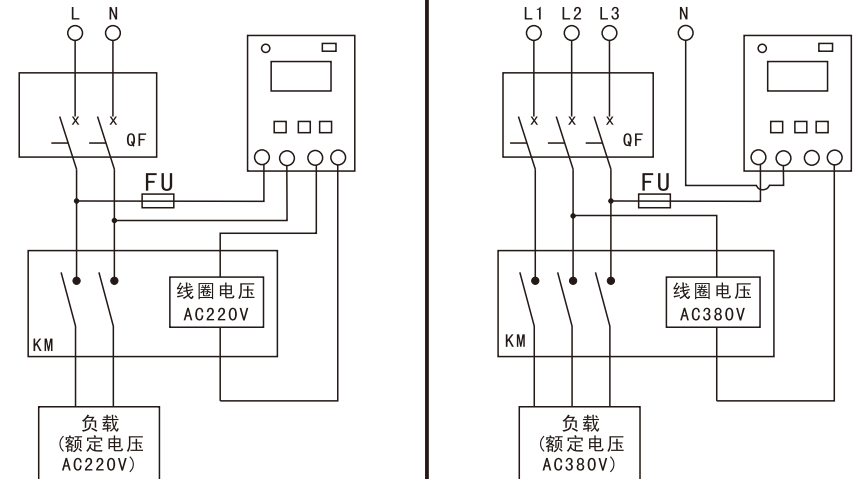 L N
QF
FU
线圈电压
AC220V
KM
负载
(额定电压
AC220V)
L1 L2 L3 N
QF
FU
线圈电压
AC380V
KM
负载
(额定电压
AC380V)